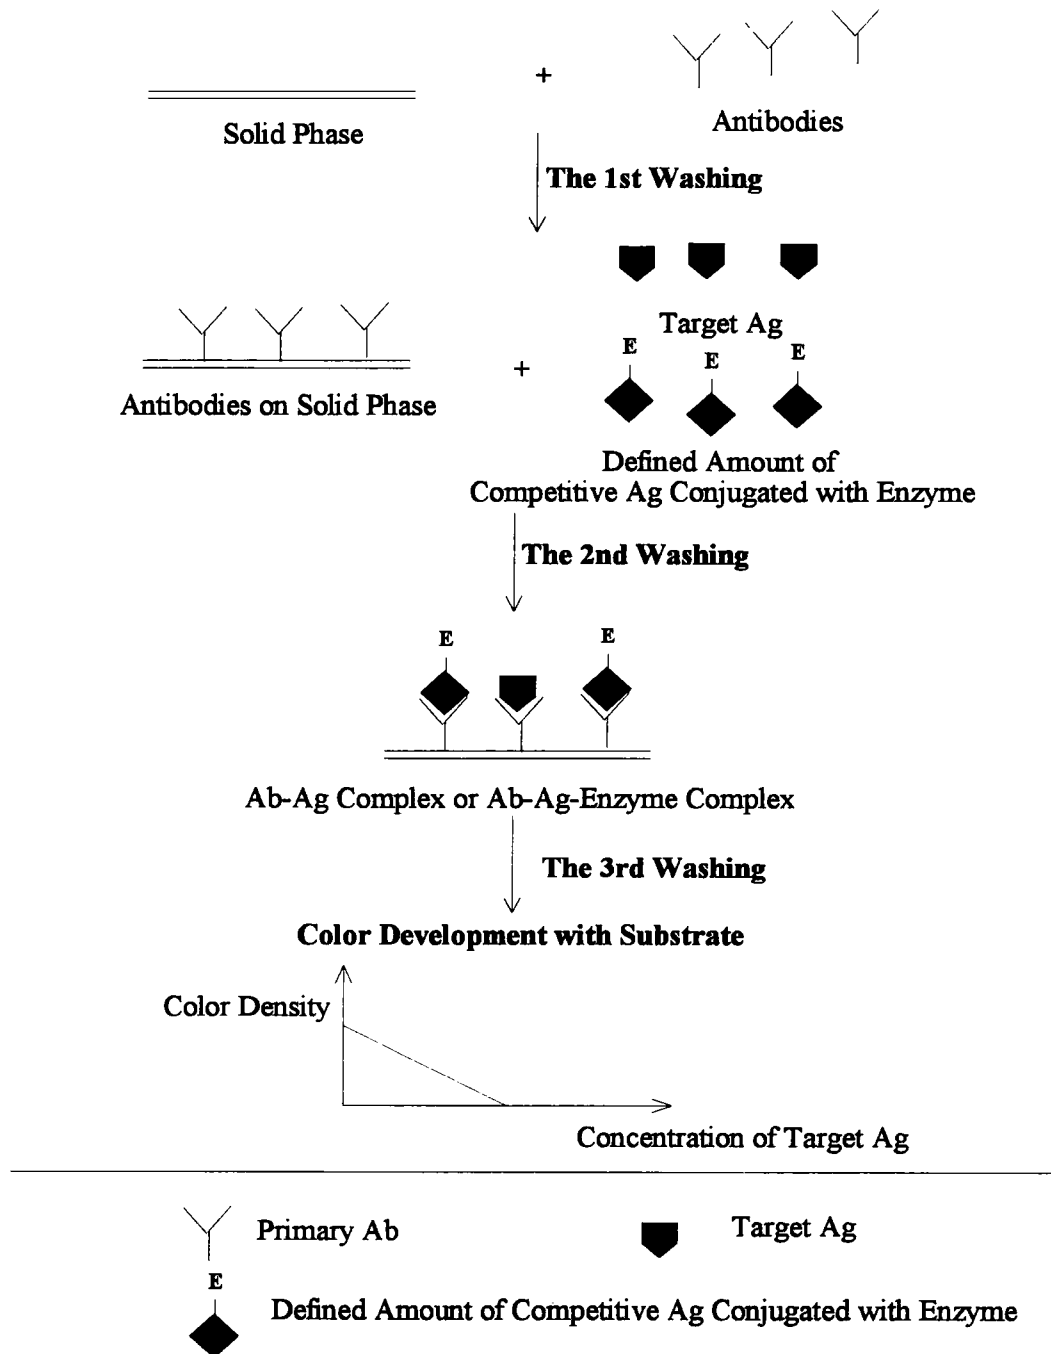 +
Solid Phase
Antibodies
The 1st Washing
Target Ag
E
E
E
+
Antibodies on Solid Phase
Defined Amount of
Competitive Ag Conjugated with Enzyme
The 2nd Washing
E
E
Ab-Ag Complex or Ab-Ag-Enzyme Complex
The 3rd Washing
Color Development with Substrate
Color Density
Concentration of Target Ag
Primary Ab
Target Ag
E
Defined Amount of Competitive Ag Conjugated with Enzyme